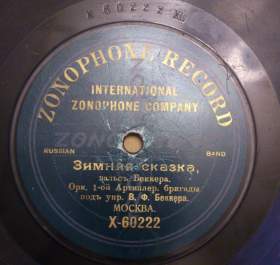 X 60222
ZONOPHONE RECORD
INTERNATIONAL
ZONOPHONE COMPANY
RUSSIAN BAND
Зимняя сказка,
вальсъ Беккера.
Орк. 1-ой Артиллер. бригады
подъ упр. В. Ф. Беккера.
МОСКВА.
X-60222